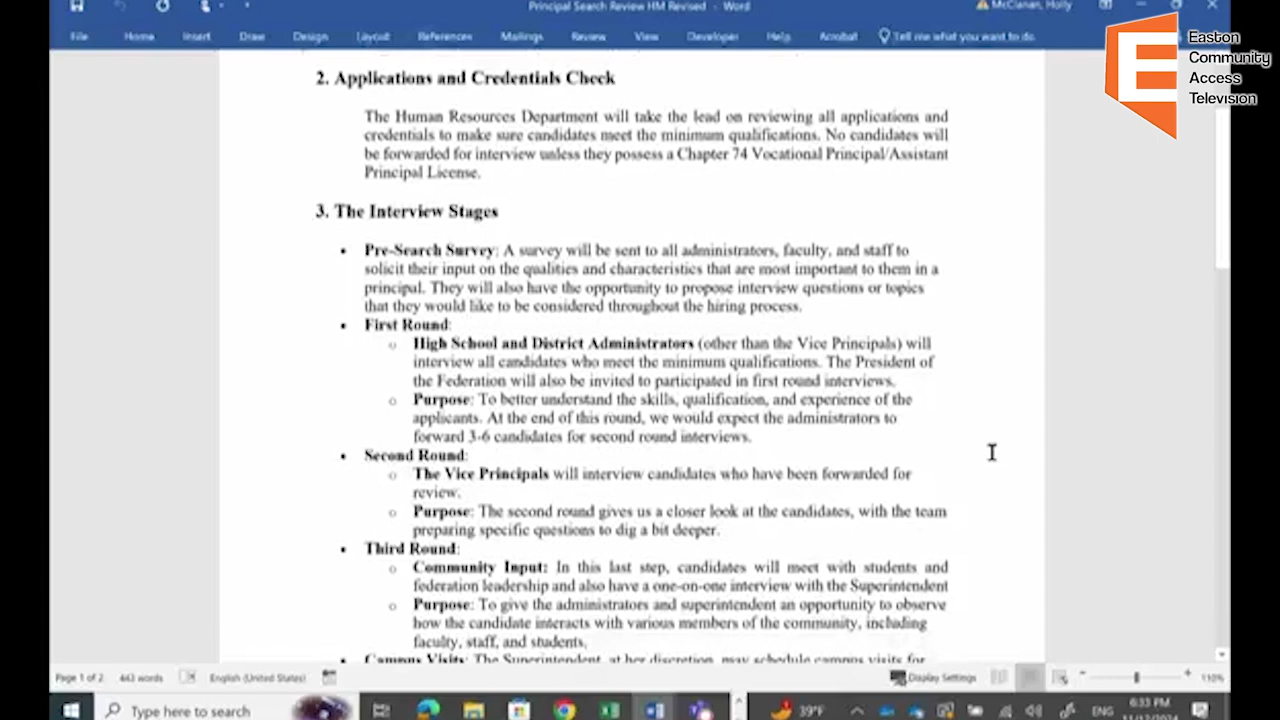 Principal Search Review HM Revised - Word
McClanan, Holly
File Home Insert Draw Design Layout References Mailings Review View Developer Help Acrobat Tell me what you want to do
Easton
Community
Access
Television
2. Applications and Credentials Check
The Human Resources Department will take the lead on reviewing all applications and
credentials to make sure candidates meet the minimum qualifications. No candidates will
be forwarded for interview unless they possess a Chapter 74 Vocational Principal/Assistant
Principal License.
3. The Interview Stages
• Pre-Search Survey: A survey will be sent to all administrators, faculty, and staff to
solicit their input on the qualities and characteristics that are most important to them in a
principal. They will also have the opportunity to propose interview questions or topics
that they would like to be considered throughout the hiring process.
• First Round:
o High School and District Administrators (other than the Vice Principals) will
interview all candidates who meet the minimum qualifications. The President of
the Federation will also be invited to participated in first round interviews.
o Purpose: To better understand the skills, qualification, and experience of the
applicants. At the end of this round, we would expect the administrators to
forward 3-6 candidates for second round interviews.
• Second Round:
o The Vice Principals will interview candidates who have been forwarded for
review.
o Purpose: The second round gives us a closer look at the candidates, with the team
preparing specific questions to dig a bit deeper.
• Third Round:
o Community Input: In this last step, candidates will meet with students and
federation leadership and also have a one-on-one interview with the Superintendent
o Purpose: To give the administrators and superintendent an opportunity to observe
how the candidate interacts with various members of the community, including
faculty, staff, and students.
• Campus Visits: The Superintendent, at her discretion, may schedule campus visits for
Page 1 of 2 443 words English (United States) Display Settings 110%
Type here to search
39°F ENG 6:33 PM